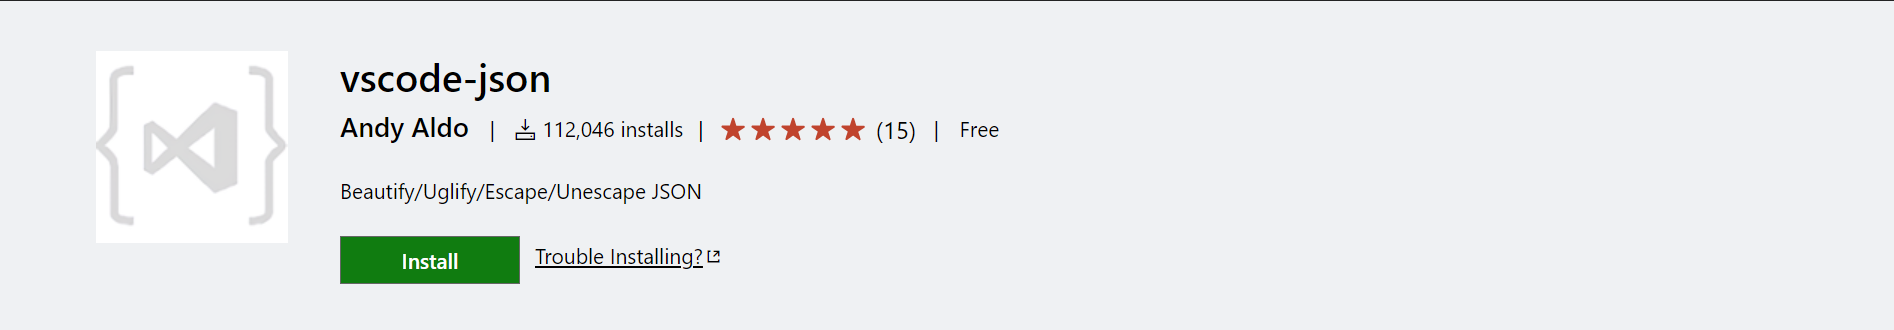 vscode-json
Andy Aldo | 112,046 installs | (15) | Free
Beautify/Uglify/Escape/Unescape JSON
Install Trouble Installing?